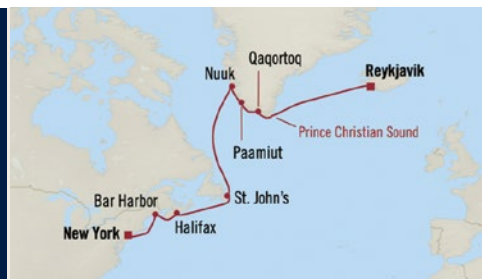 Qaqortoq
Nuuk
Reykjavik
Prince Christian Sound
Paamiut
Bar Harbor
St. John's
New York
Halifax